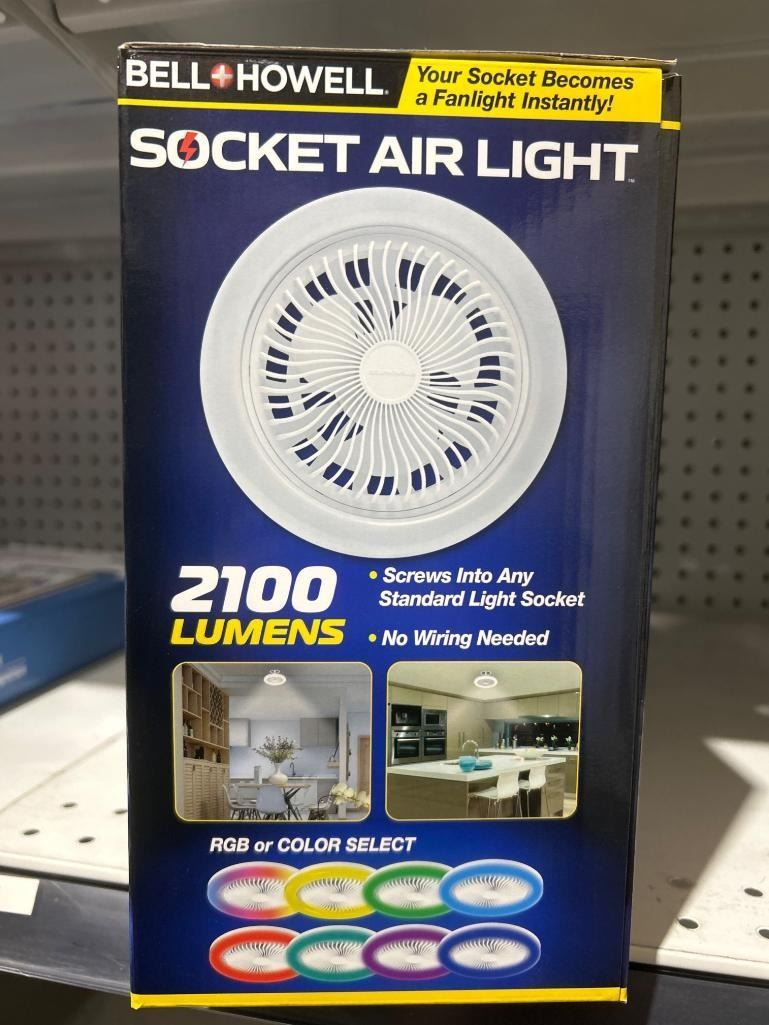 BELL+HOWELL®
Your Socket Becomes
a Fanlight Instantly!
SOCKET AIR LIGHT™
2100
LUMENS
• Screws Into Any
Standard Light Socket
• No Wiring Needed
RGB or COLOR SELECT